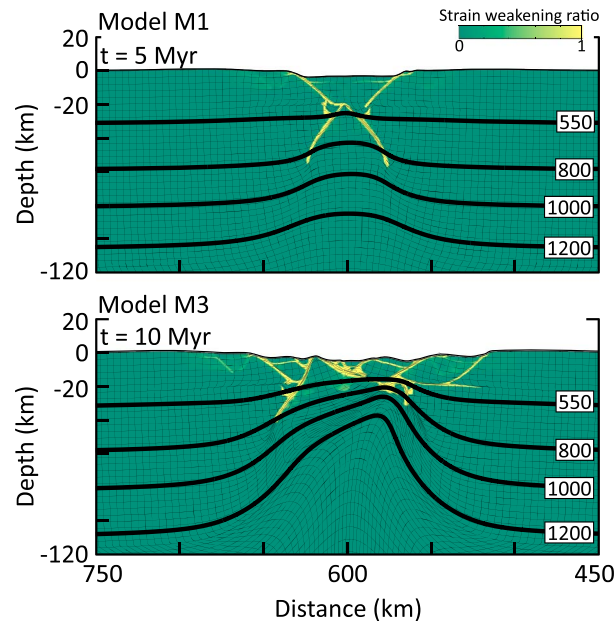 Model M1
t = 5 Myr
Strain weakening ratio
0 1
20
0
-20
-120
Depth (km)
550
800
1000
1200
Model M3
t = 10 Myr
20
0
-20
-120
Depth (km)
550
800
1000
1200
750 600 450
Distance (km)